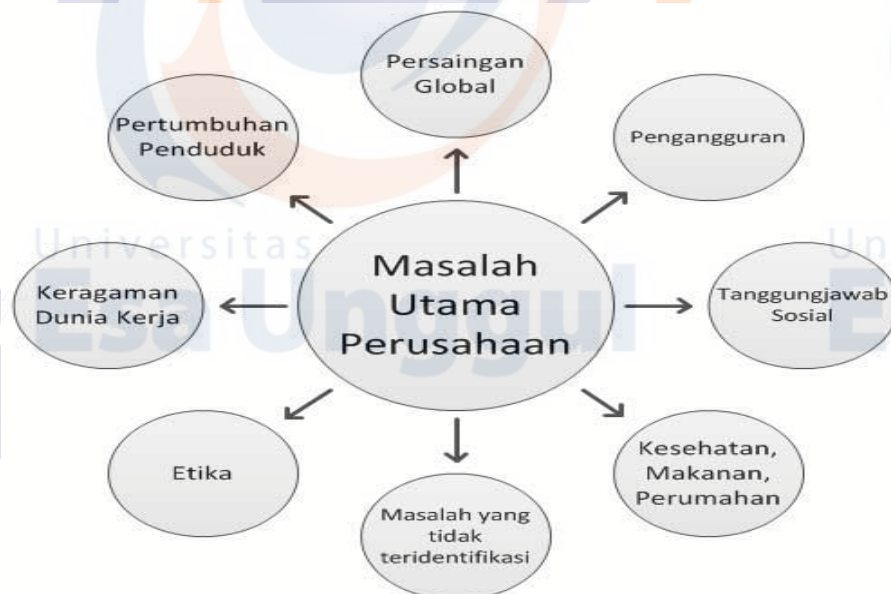 Persaingan
Global
Pertumbuhan
Penduduk
Pengangguran
Universitas
Esa Unggul
Un
E
Masalah
Utama
Perusahaan
Keragaman
Dunia Kerja
Tanggungjawab
Sosial
Etika
Kesehatan,
Makanan,
Perumahan
Masalah yang
tidak
teridentifikasi